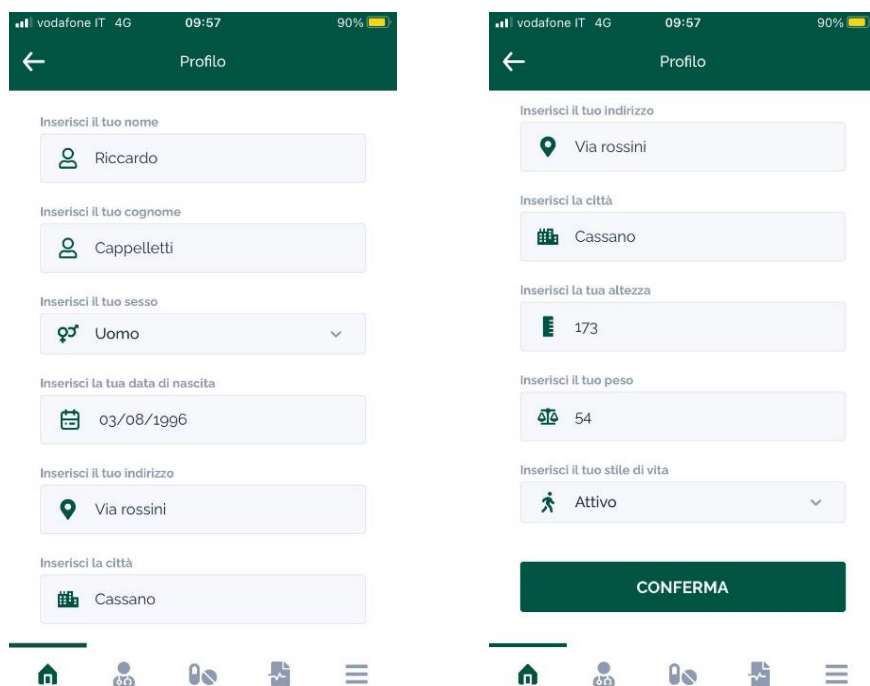 vodafone IT 4G 09:57 90%
Profilo
Inserisci il tuo nome
Riccardo
Inserisci il tuo cognome
Cappelletti
Inserisci il tuo sesso
Uomo
Inserisci la tua data di nascita
03/08/1996
Inserisci il tuo indirizzo
Via rossini
Inserisci la città
Cassano
vodafone IT 4G 09:57 90%
Profilo
Inserisci il tuo indirizzo
Via rossini
Inserisci la città
Cassano
Inserisci la tua altezza
173
Inserisci il tuo peso
54
Inserisci il tuo stile di vita
Attivo
CONFERMA